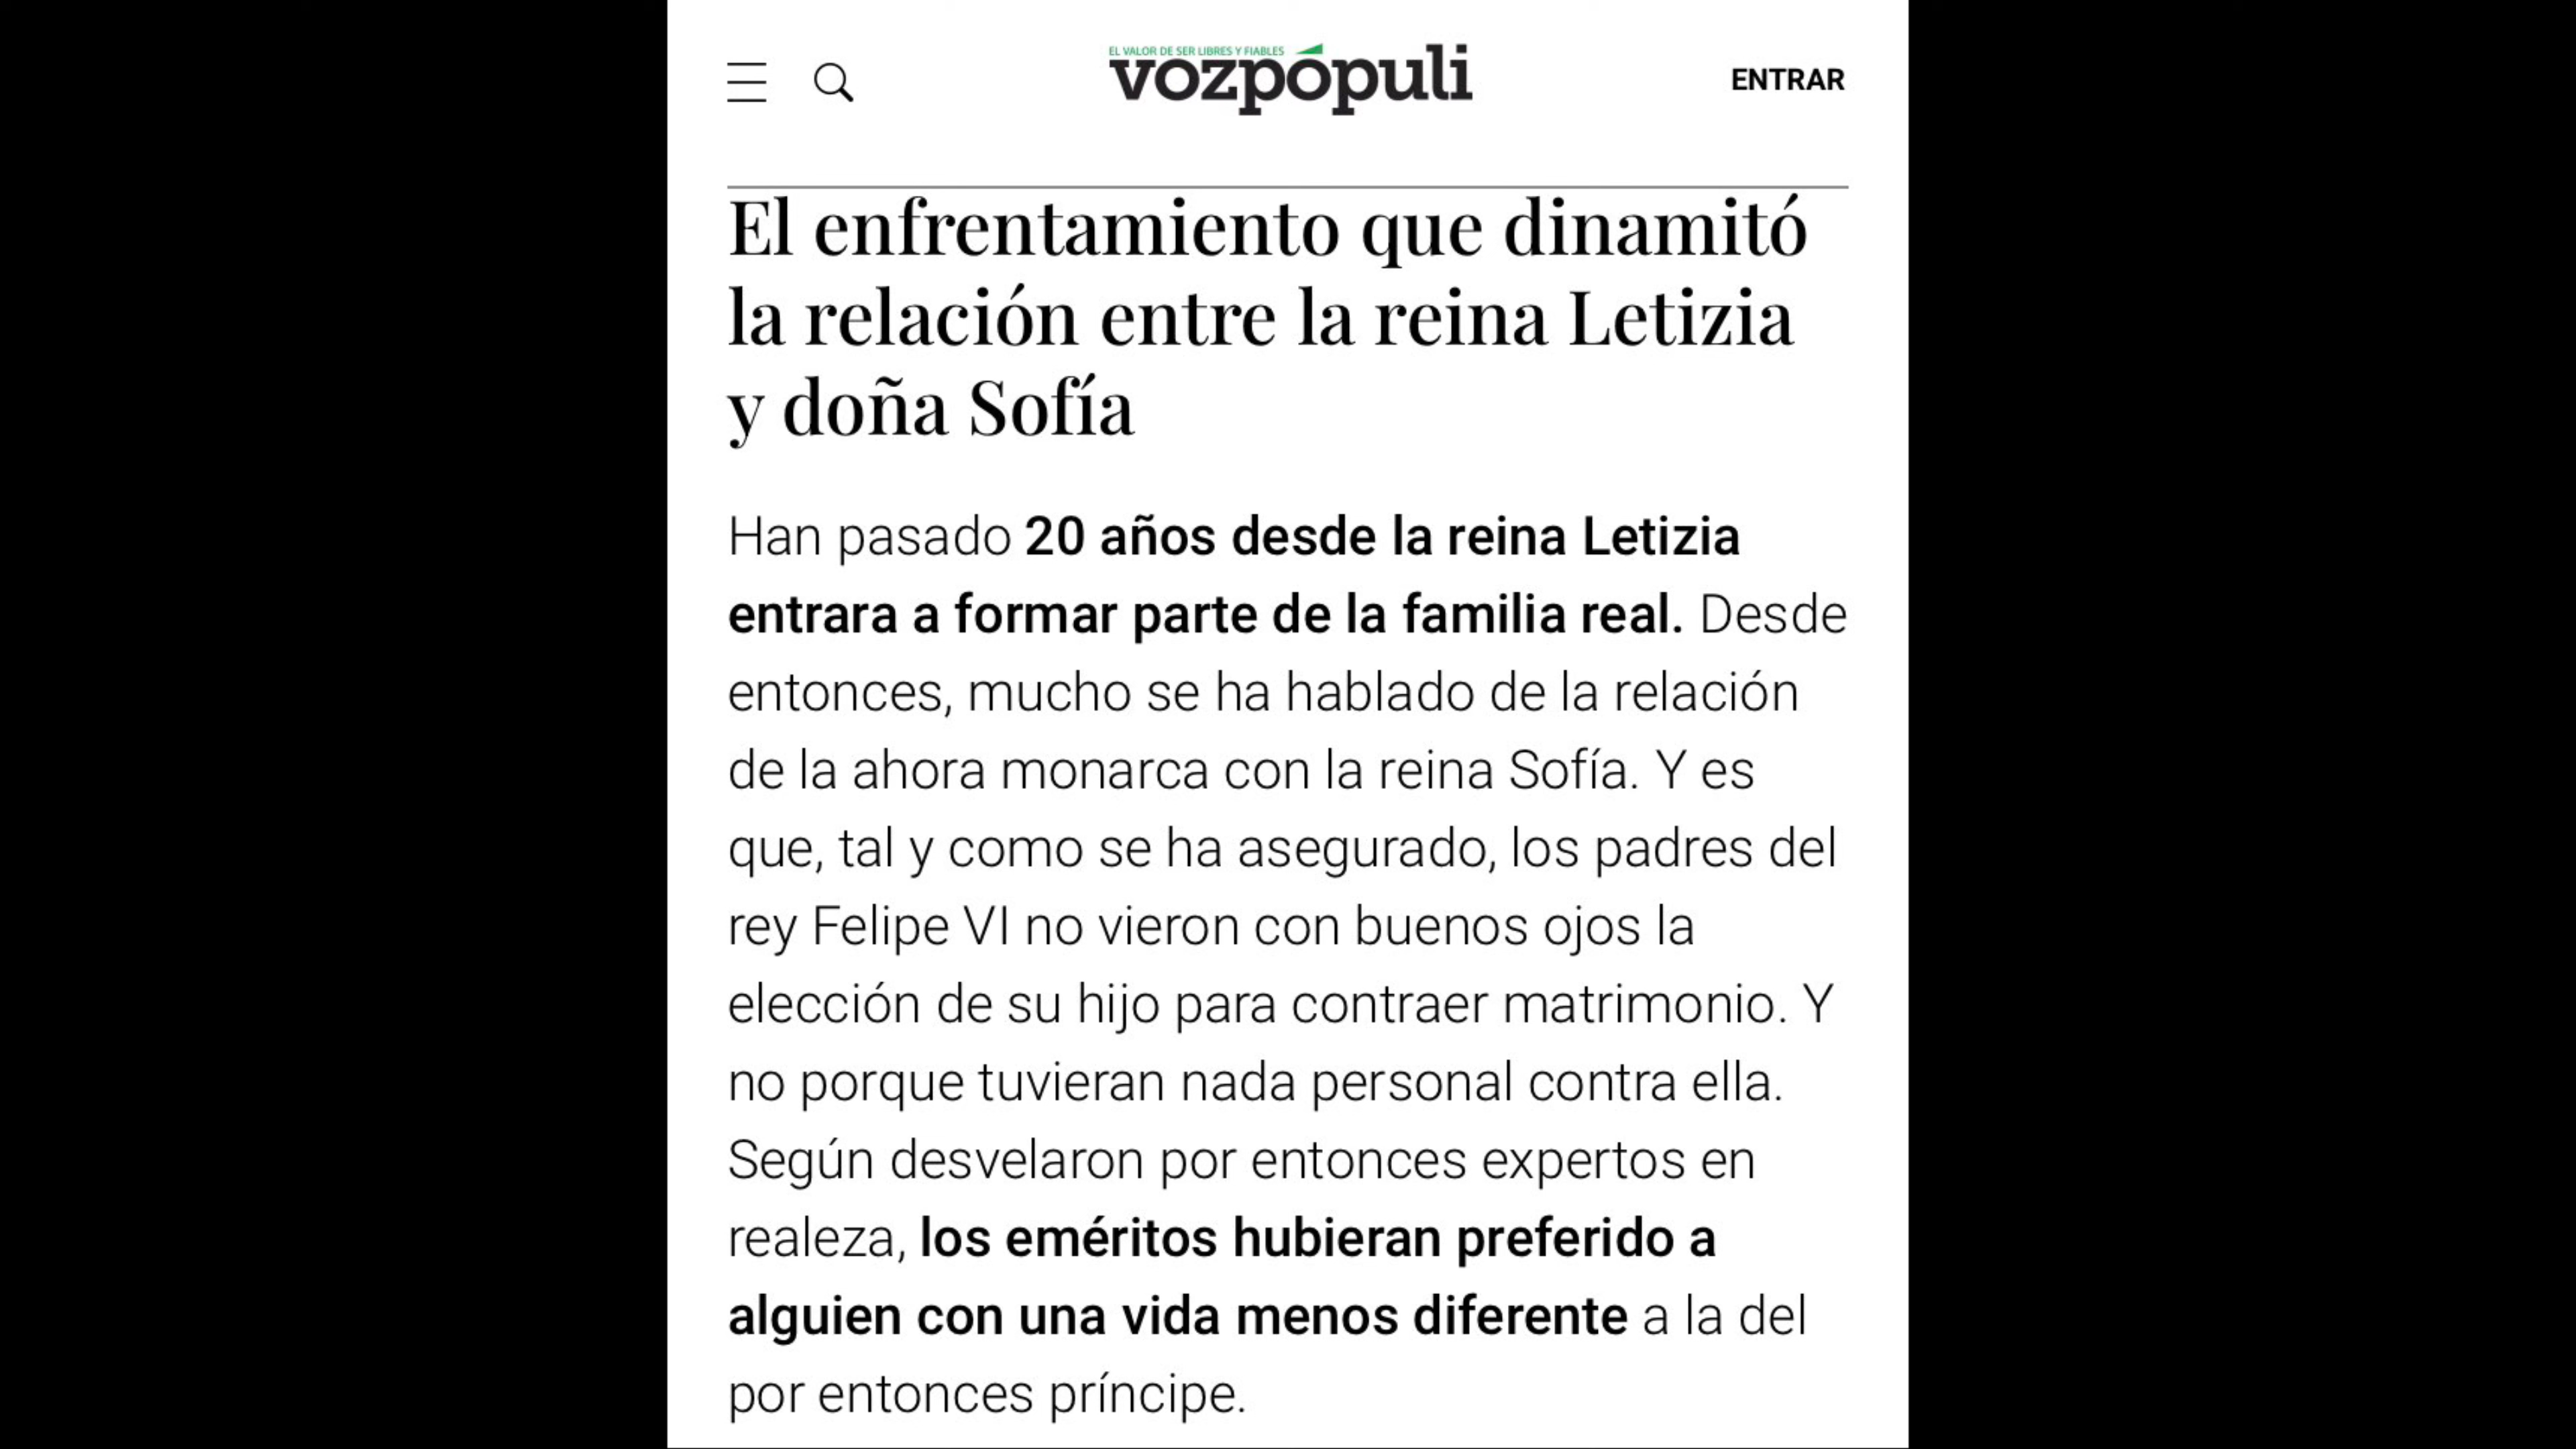 EL VALOR DE SER LIBRES Y FIABLES
vozpópuli
ENTRAR
El enfrentamiento que dinamitó
la relación entre la reina Letizia
y doña Sofía
Han pasado 20 años desde la reina Letizia
entrara a formar parte de la familia real. Desde
entonces, mucho se ha hablado de la relación
de la ahora monarca con la reina Sofía. Y es
que, tal y como se ha asegurado, los padres del
rey Felipe VI no vieron con buenos ojos la
elección de su hijo para contraer matrimonio. Y
no porque tuvieran nada personal contra ella.
Según desvelaron por entonces expertos en
realeza, los eméritos hubieran preferido a
alguien con una vida menos diferente a la del
por entonces príncipe.